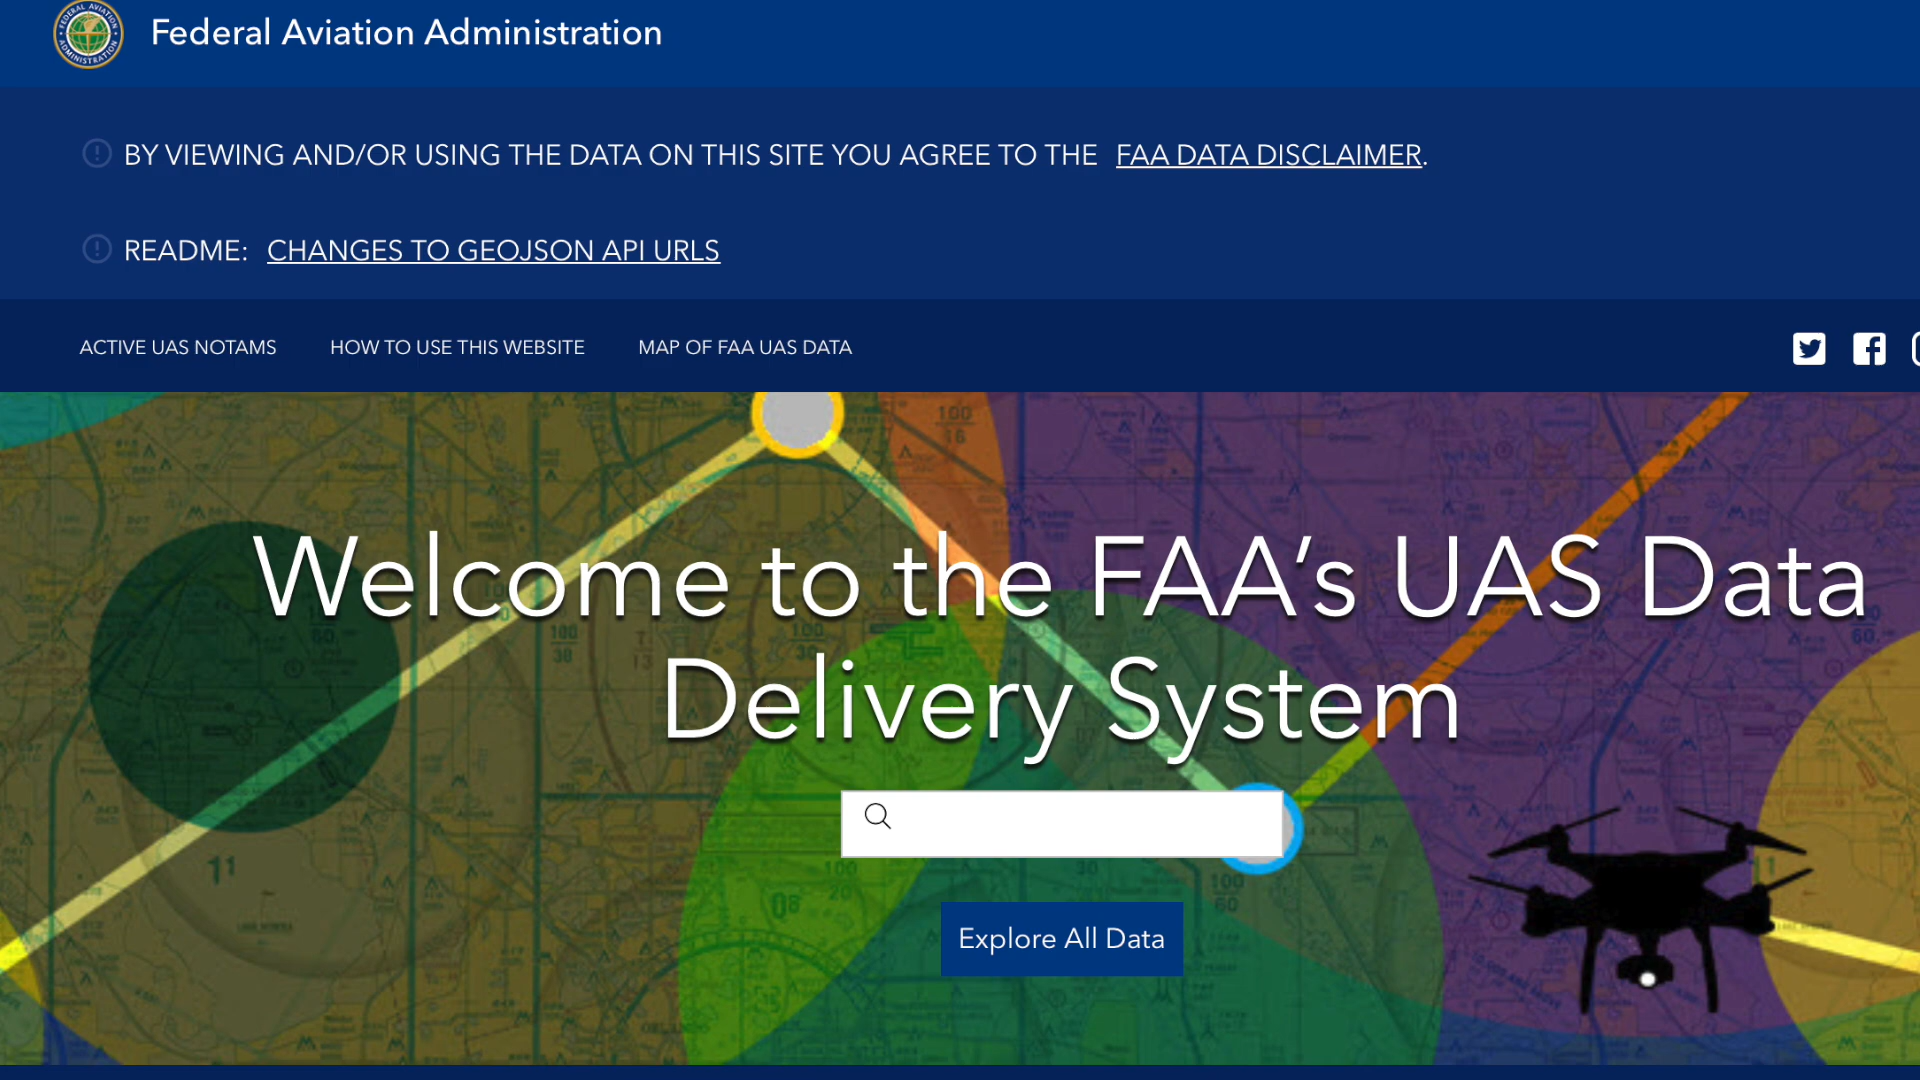 Federal Aviation Administration
BY VIEWING AND/OR USING THE DATA ON THIS SITE YOU AGREE TO THE FAA DATA DISCLAIMER.
README: CHANGES TO GEOJSON API URLS
ACTIVE UAS NOTAMS HOW TO USE THIS WEBSITE MAP OF FAA UAS DATA
Welcome to the FAA’s UAS Data
Delivery System
Explore All Data